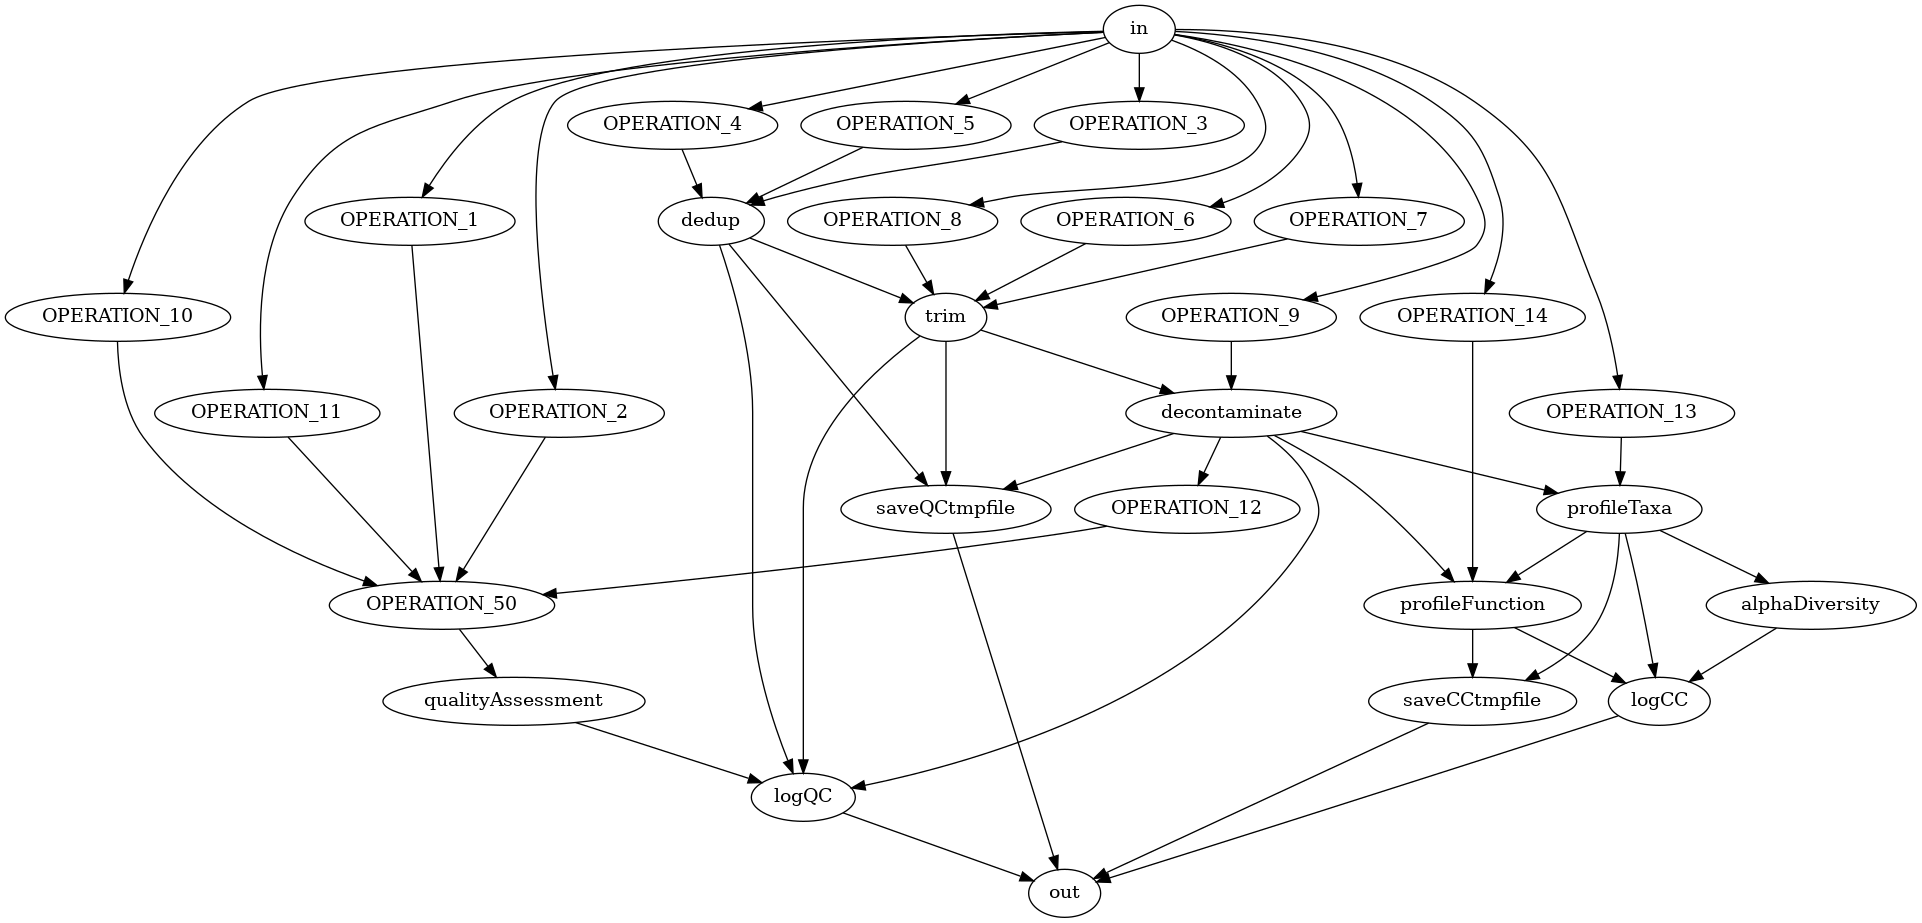 in
OPERATION_4
OPERATION_5
OPERATION_3
OPERATION_1
dedup
OPERATION_8
OPERATION_6
OPERATION_7
OPERATION_10
trim
OPERATION_9
OPERATION_14
OPERATION_11
OPERATION_2
decontaminate
OPERATION_13
saveQCtmpfile
OPERATION_12
profileTaxa
OPERATION_50
profileFunction
alphaDiversity
qualityAssessment
saveCCtmpfile
logCC
logQC
out